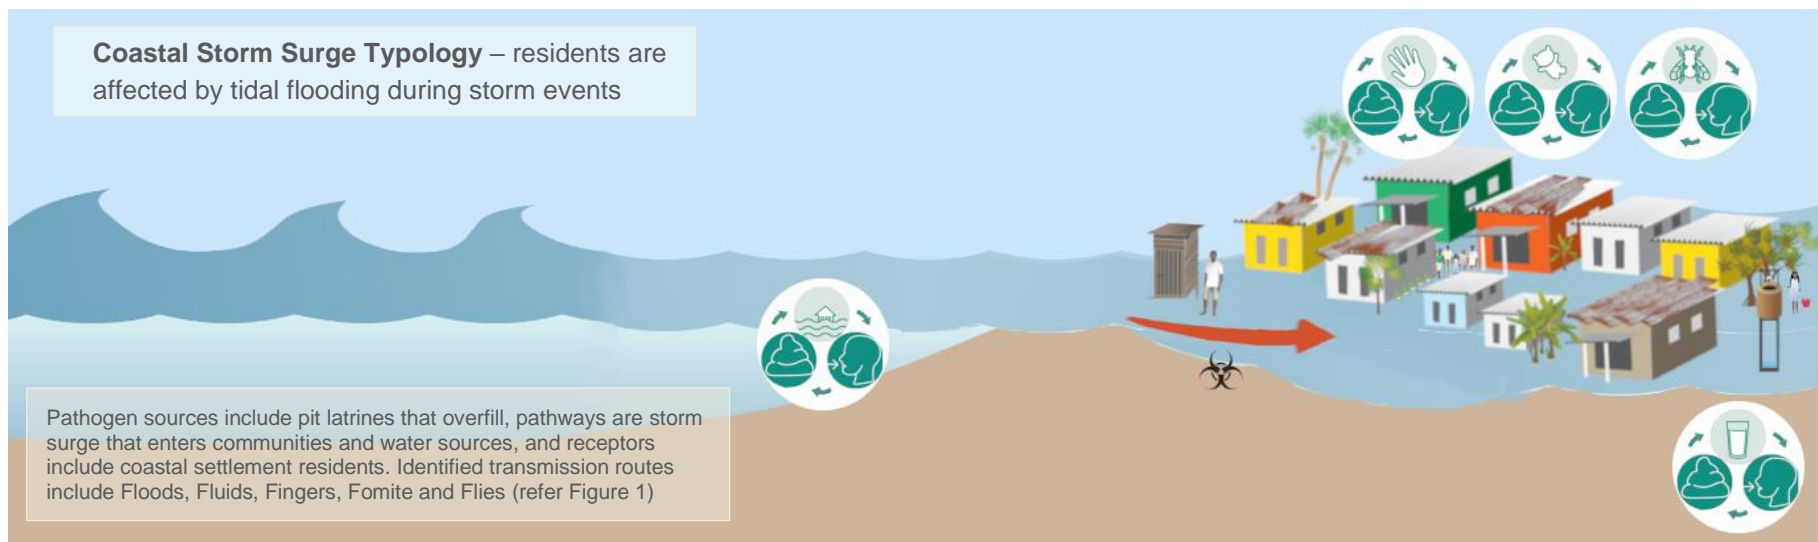 Coastal Storm Surge Typology – residents are
affected by tidal flooding during storm events
Pathogen sources include pit latrines that overfill, pathways are storm
surge that enters communities and water sources, and receptors
include coastal settlement residents. Identified transmission routes
include Floods, Fluids, Fingers, Fomite and Flies (refer Figure 1)